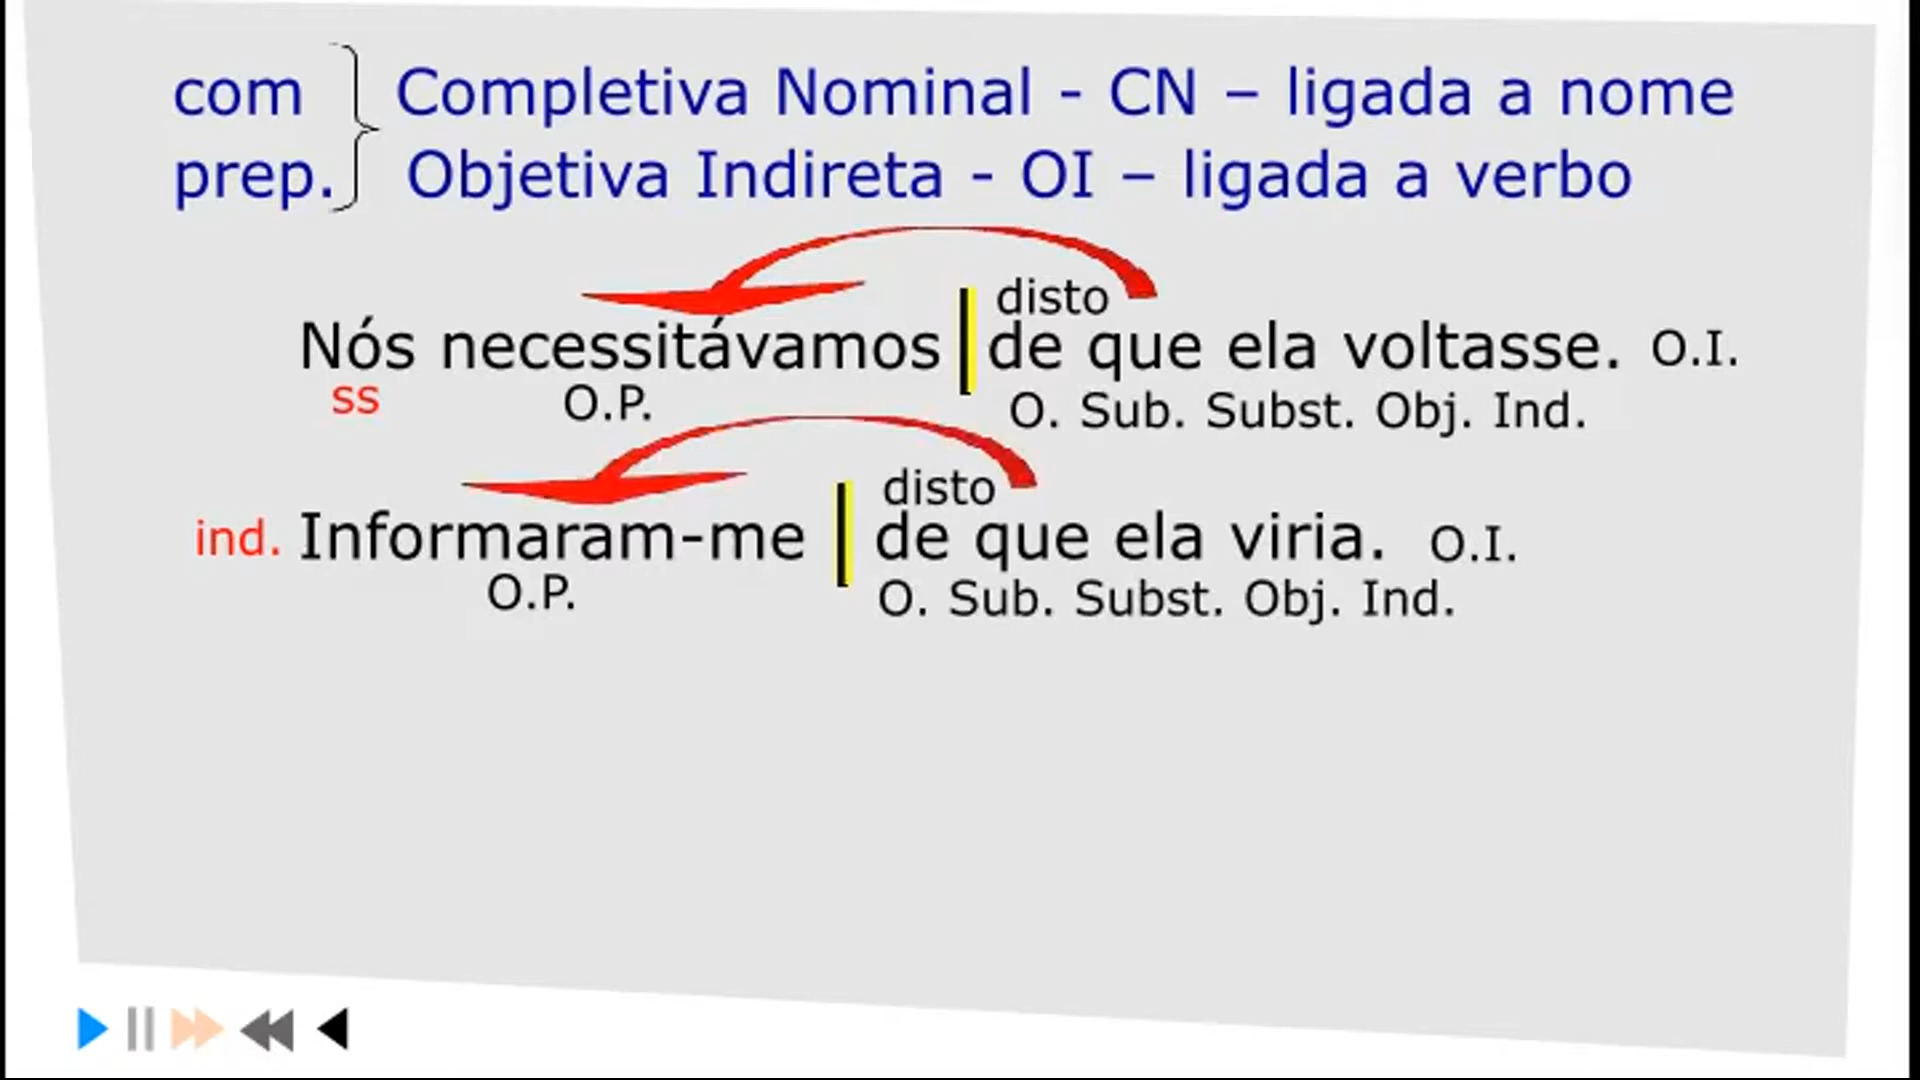 com Completiva Nominal - CN – ligada a nome
prep. Objetiva Indireta - OI – ligada a verbo
disto
Nós necessitávamos de que ela voltasse. O.I.
ss O.P. O. Sub. Subst. Obj. Ind.
disto
ind. Informaram-me de que ela viria. O.I.
O.P. O. Sub. Subst. Obj. Ind.